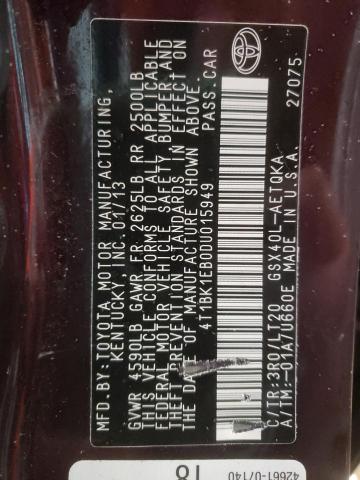 MFD.BY:TOYOTA MOTOR MANUFACTURING,
KENTUCKY, INC. 01/13
GVWR 4590LB GAWR FR 2625LB RR 2500LB
THIS VEHICLE CONFORMS TO ALL APPLICABLE
FEDERAL MOTOR VEHICLE SAFETY, BUMPER, AND
THEFT PREVENTION STANDARDS IN EFFECT ON
THE DATE OF MANUFACTURE SHOWN ABOVE.
4T1BK1EB0DU015949 PASS.CAR
C/TR:3R0/LT20 GSX40L-AETQKA
A/TM:-01A/U660E MADE IN U.S.A. 27075
42661-07140